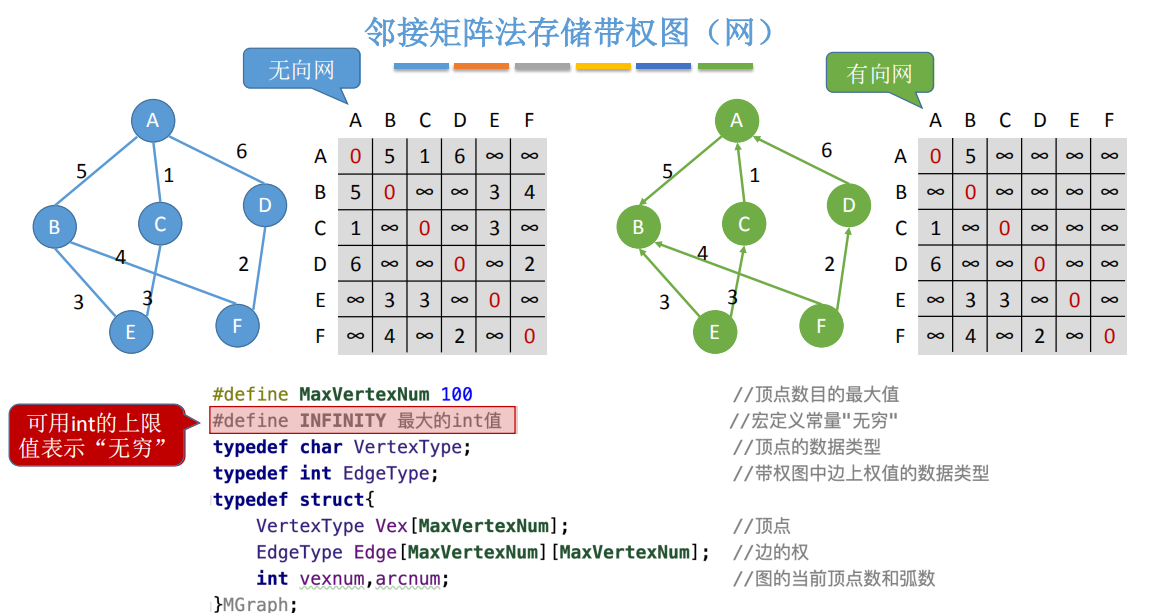 邻接矩阵法存储带权图（网）
无向网
有向网
A
5
1
6
B
C
D
4
2
3
3
E
F
A B C D E F
A 0 5 1 6 ∞ ∞
B 5 0 ∞ ∞ 3 4
C 1 ∞ 0 ∞ 3 ∞
D 6 ∞ ∞ 0 ∞ 2
E ∞ 3 3 ∞ 0 ∞
F ∞ 4 ∞ 2 ∞ 0
A
5
1
6
B
C
D
4
2
3
3
E
F
A B C D E F
A 0 5 ∞ ∞ ∞ ∞
B ∞ 0 ∞ ∞ ∞ ∞
C 1 ∞ 0 ∞ ∞ ∞
D 6 ∞ ∞ 0 ∞ ∞
E ∞ 3 3 ∞ 0 ∞
F ∞ 4 ∞ 2 ∞ 0
可用int的上限
值表示“无穷”
#define MaxVertexNum 100 //顶点数目的最大值
#define INFINITY 最大的int值 //宏定义常量"无穷"
typedef char VertexType; //顶点的数据类型
typedef int EdgeType; //带权图中边上权值的数据类型
typedef struct{
VertexType Vex[MaxVertexNum]; //顶点
EdgeType Edge[MaxVertexNum][MaxVertexNum]; //边的权
int vexnum,arcnum; //图的当前顶点数和弧数
}MGraph;